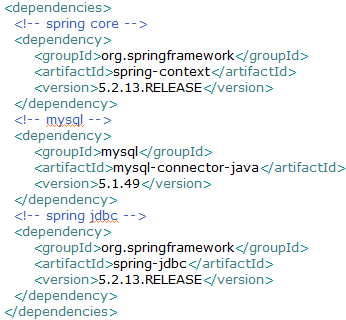 <dependencies>
<!-- spring core -->
<dependency>
<groupId>org.springframework</groupId>
<artifactId>spring-context</artifactId>
<version>5.2.13.RELEASE</version>
</dependency>
<!-- mysql -->
<dependency>
<groupId>mysql</groupId>
<artifactId>mysql-connector-java</artifactId>
<version>5.1.49</version>
</dependency>
<!-- spring jdbc -->
<dependency>
<groupId>org.springframework</groupId>
<artifactId>spring-jdbc</artifactId>
<version>5.2.13.RELEASE</version>
</dependency>
</dependencies>